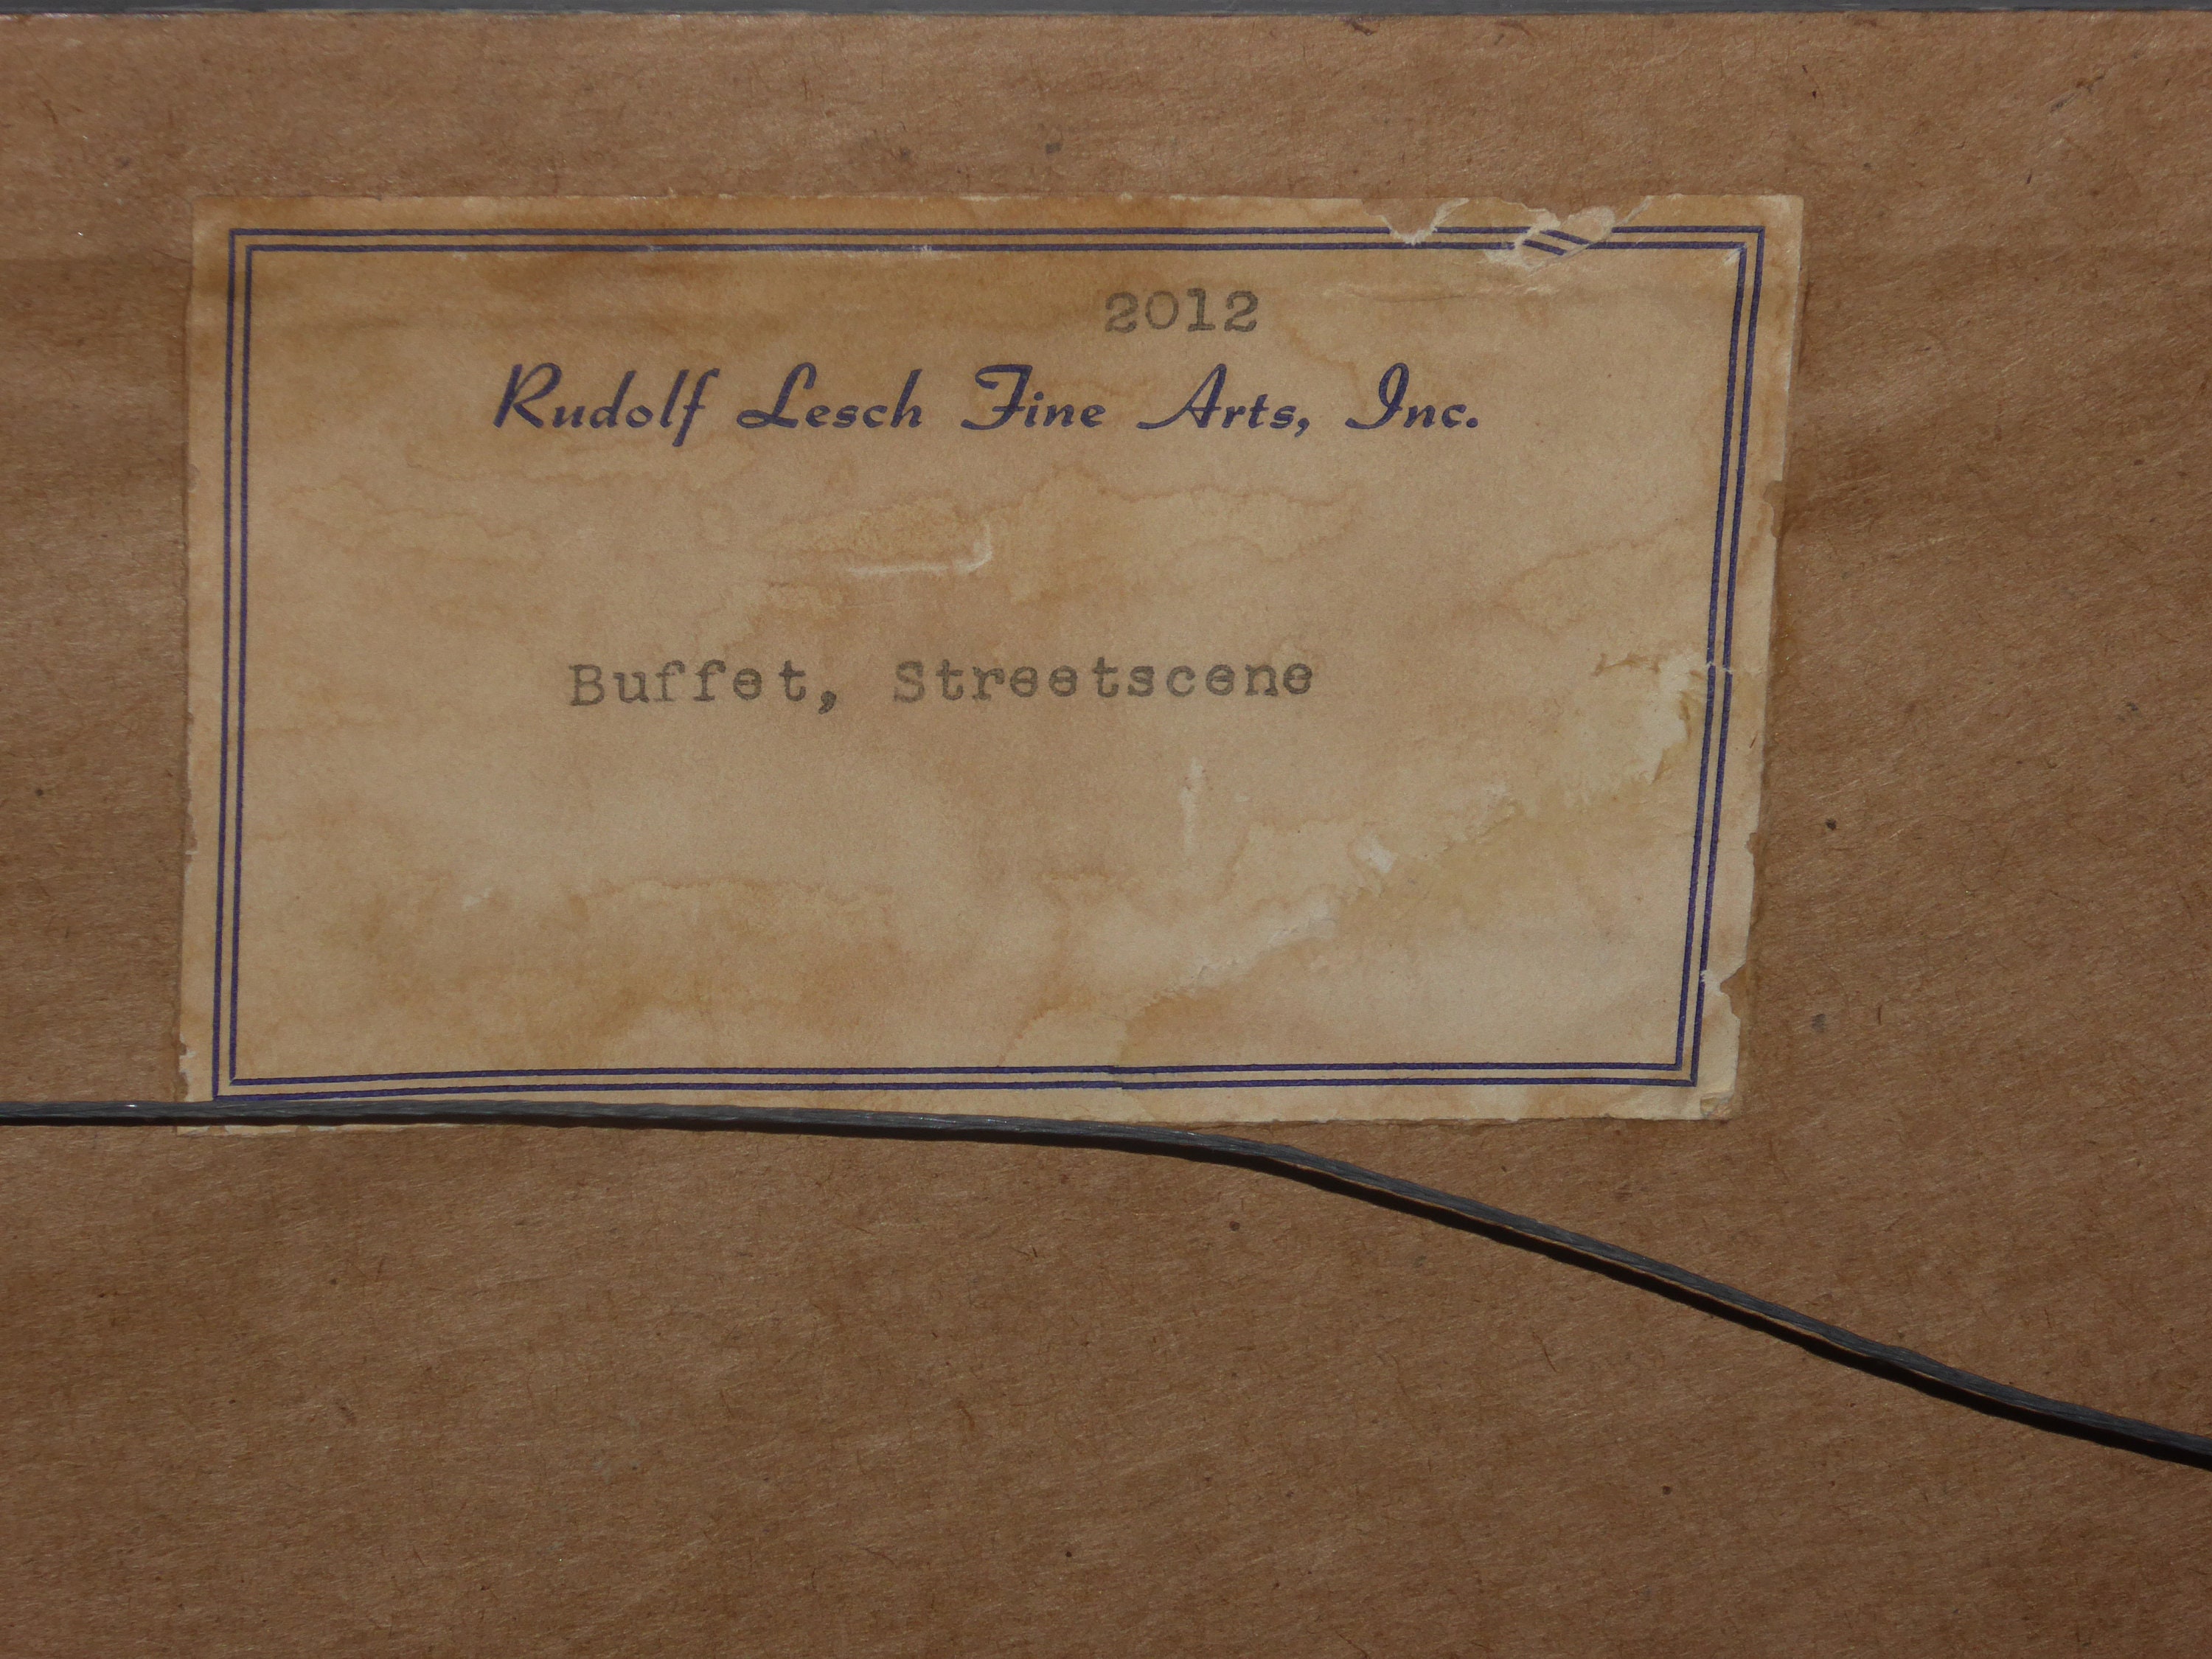 2012
Rudolf Lesch Fine Arts, Inc.
Buffet, Streetscene